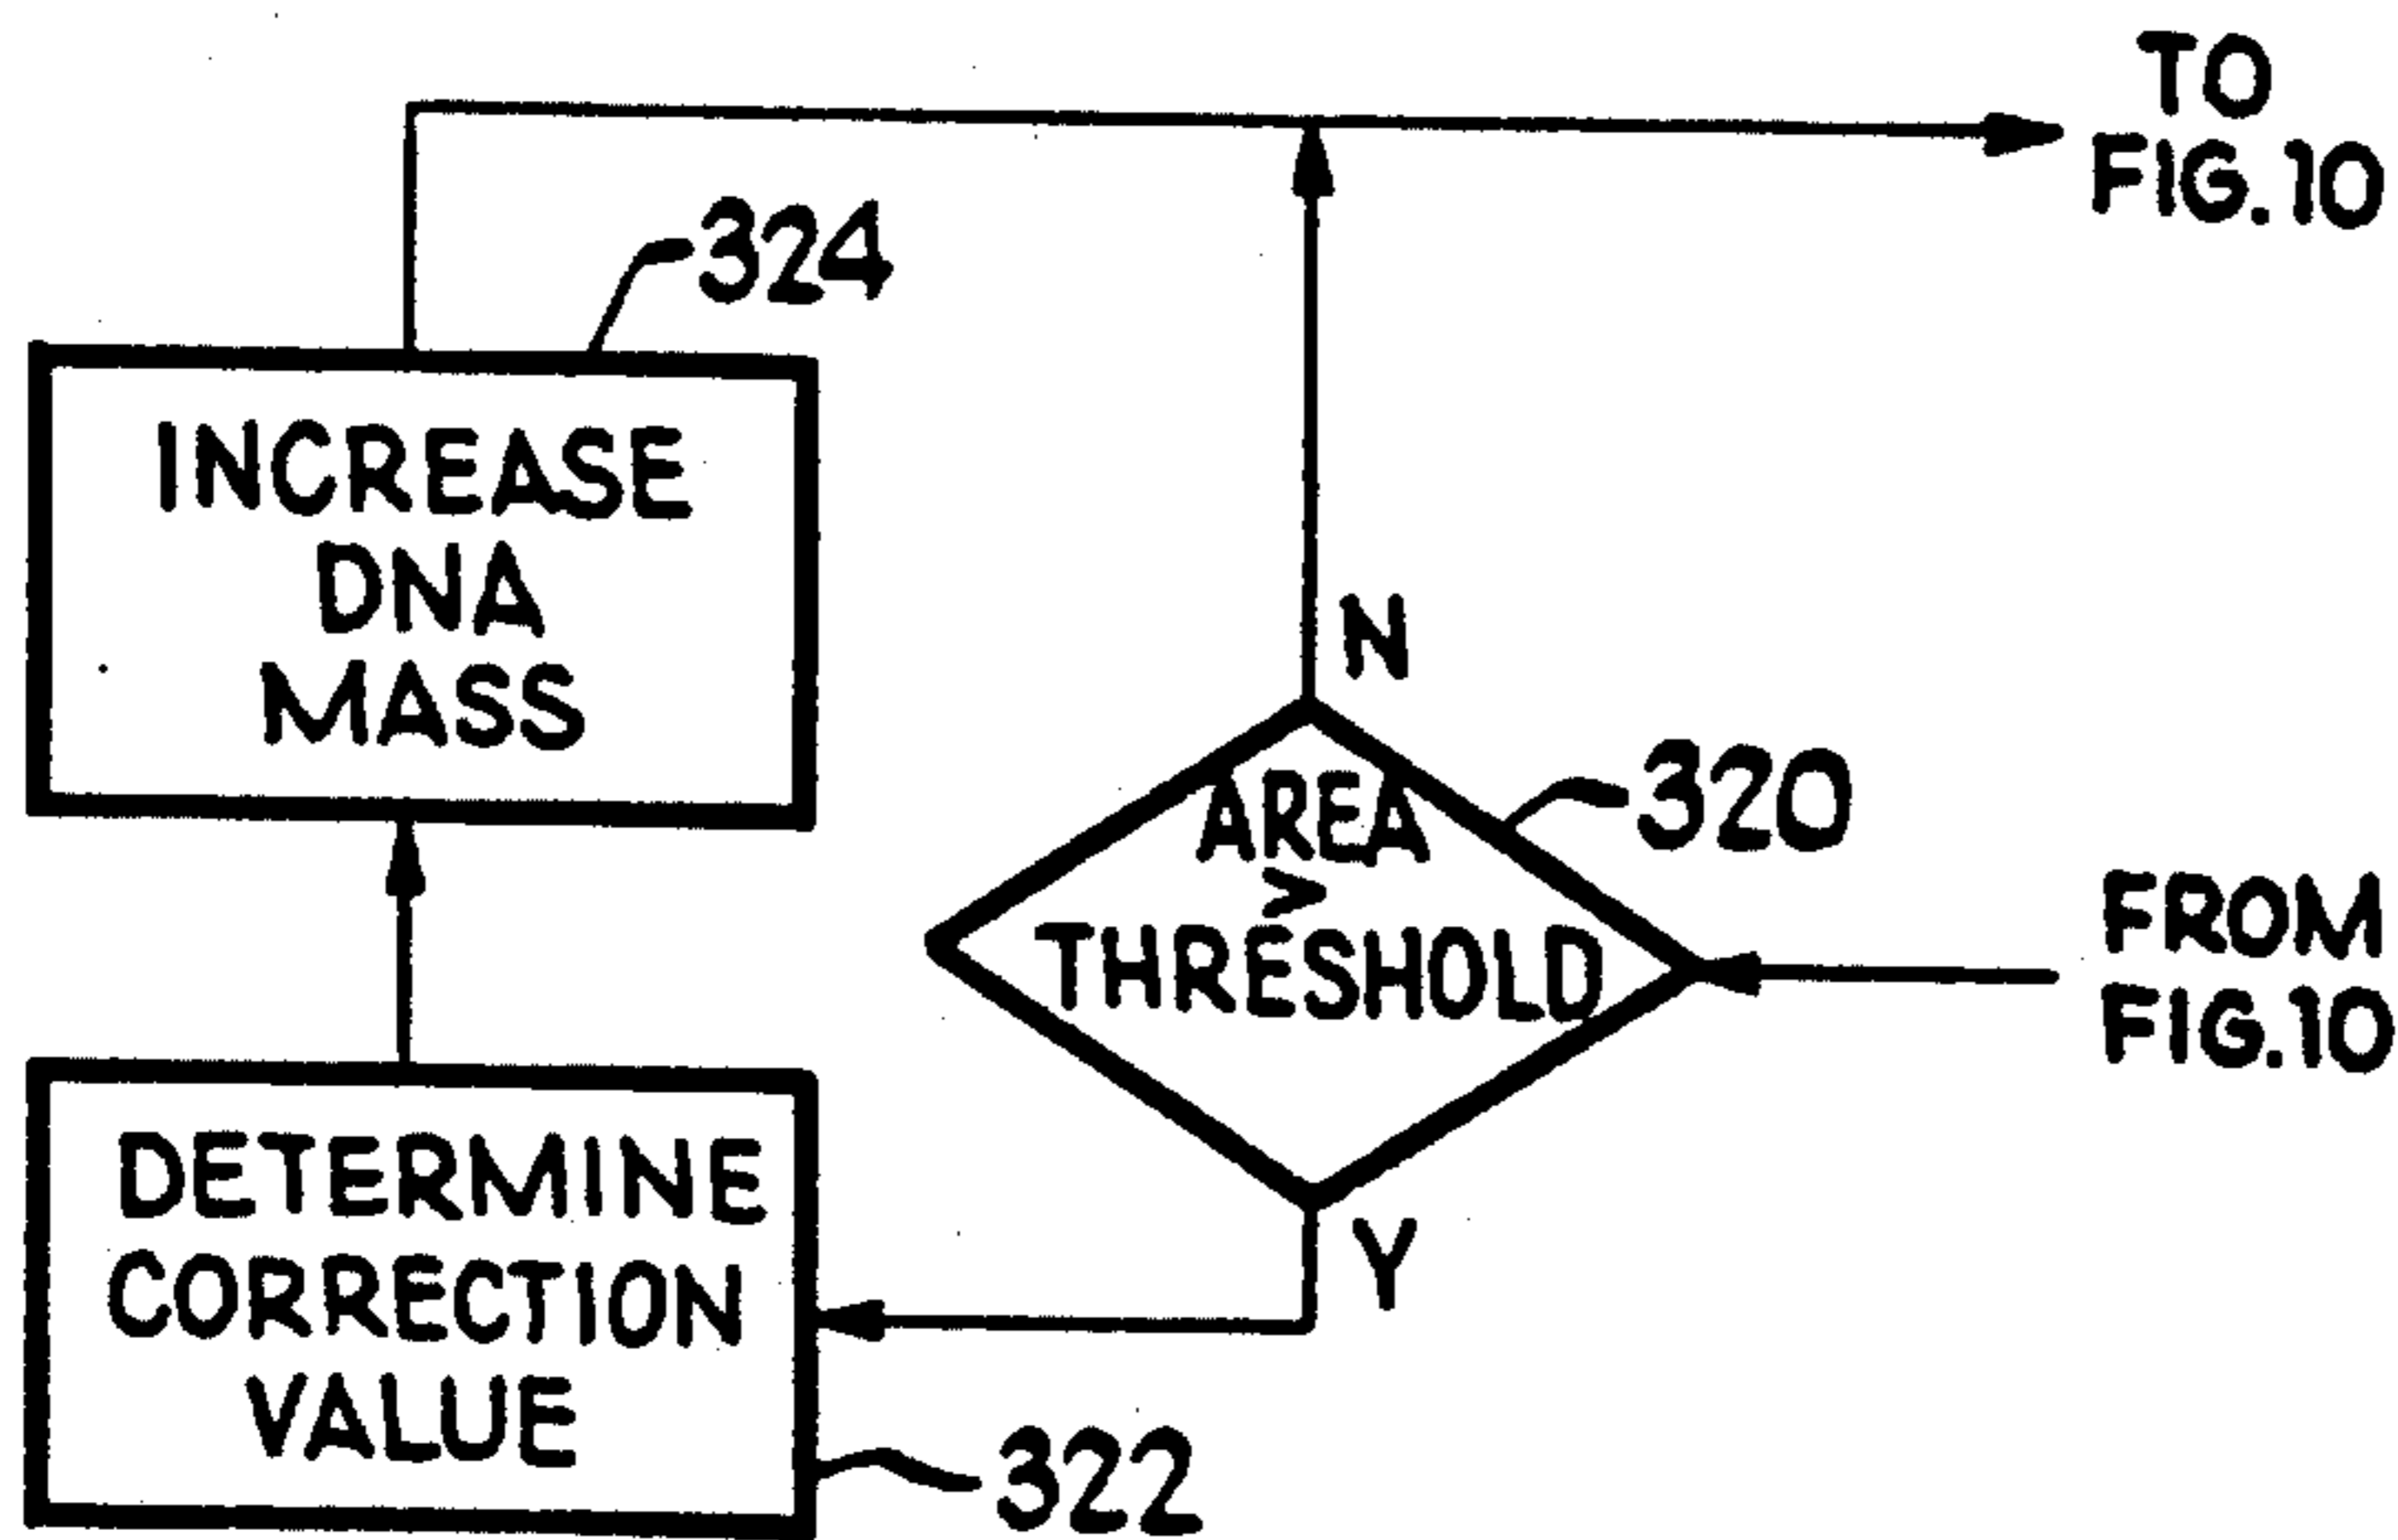 TO
FIG.10
324
INCREASE
DNA
MASS
N
320
AREA
>
THRESHOLD
FROM
FIG.10
DETERMINE
CORRECTION
VALUE
Y
322